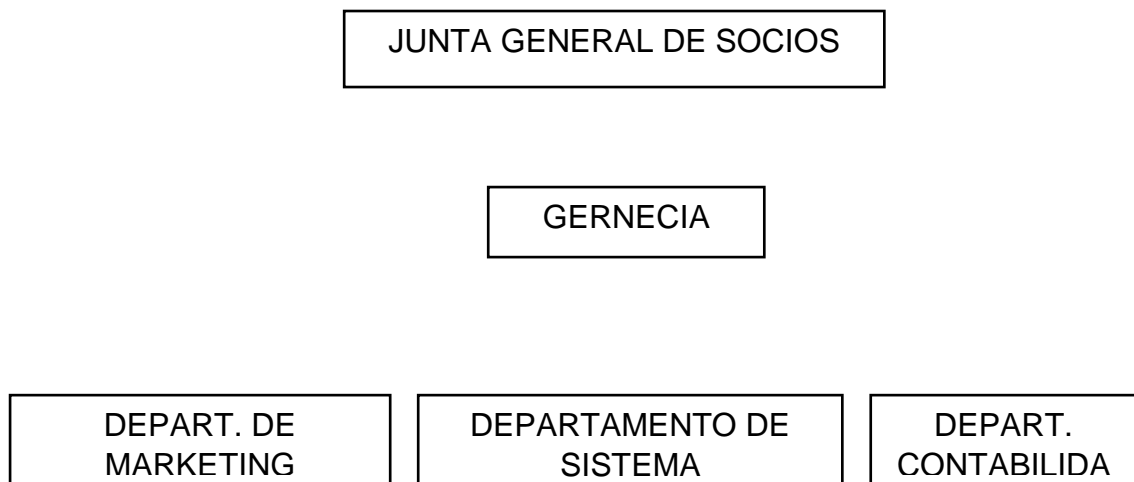 JUNTA GENERAL DE SOCIOS
GERNECIA
DEPART. DE
MARKETING
DEPARTAMENTO DE
SISTEMA
DEPART.
CONTABILIDA